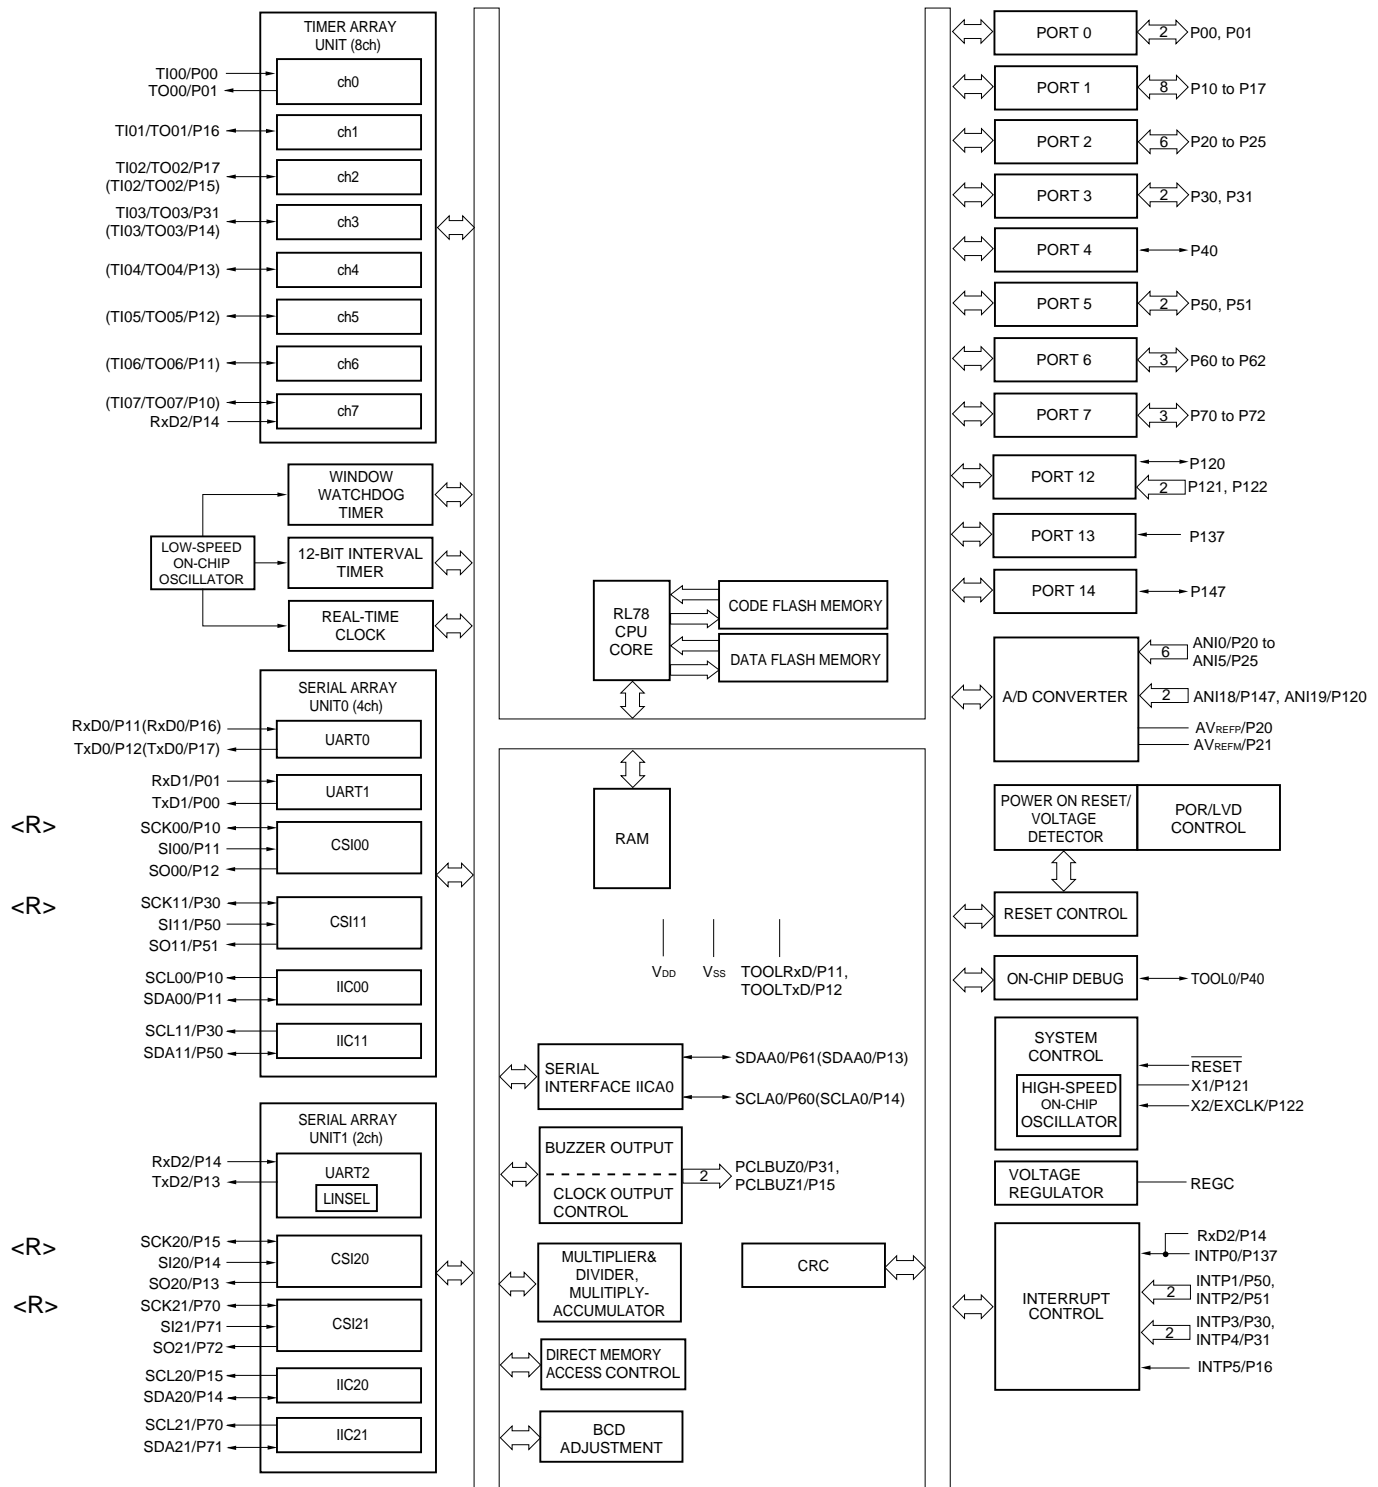 TIMER ARRAY
UNIT (8ch)
TI00/P00
TO00/P01
ch0
TI01/TO01/P16
ch1
TI02/TO02/P17
(TI02/TO02/P15)
ch2
TI03/TO03/P31
(TI03/TO03/P14)
ch3
(TI04/TO04/P13)
ch4
(TI05/TO05/P12)
ch5
(TI06/TO06/P11)
ch6
(TI07/TO07/P10)
RxD2/P14
ch7
WINDOW
WATCHDOG
TIMER
LOW-SPEED
ON-CHIP
OSCILLATOR
12-BIT INTERVAL
TIMER
REAL-TIME
CLOCK
SERIAL ARRAY
UNIT0 (4ch)
RxD0/P11(RxD0/P16)
TxD0/P12(TxD0/P17)
UART0
RxD1/P01
TxD1/P00
UART1
<R>
SCK00/P10
SI00/P11
SO00/P12
CSI00
<R>
SCK11/P30
SI11/P50
SO11/P51
CSI11
SCL00/P10
SDA00/P11
IIC00
SCL11/P30
SDA11/P50
IIC11
SERIAL ARRAY
UNIT1 (2ch)
RxD2/P14
TxD2/P13
UART2
LINSEL
<R>
SCK20/P15
SI20/P14
SO20/P13
CSI20
<R>
SCK21/P70
SI21/P71
SO21/P72
CSI21
SCL20/P15
SDA20/P14
IIC20
SCL21/P70
SDA21/P71
IIC21
RL78
CPU
CORE
CODE FLASH MEMORY
DATA FLASH MEMORY
RAM
VDD
VSS
TOOLRxD/P11,
TOOLTxD/P12
SERIAL
INTERFACE IICA0
SDAA0/P61(SDAA0/P13)
SCLA0/P60(SCLA0/P14)
BUZZER OUTPUT
CLOCK OUTPUT
CONTROL
2
PCLBUZ0/P31,
PCLBUZ1/P15
MULTIPLIER&
DIVIDER,
MULITIPLY-
ACCUMULATOR
CRC
DIRECT MEMORY
ACCESS CONTROL
BCD
ADJUSTMENT
PORT 0
2
P00, P01
PORT 1
8
P10 to P17
PORT 2
6
P20 to P25
PORT 3
2
P30, P31
PORT 4
P40
PORT 5
2
P50, P51
PORT 6
3
P60 to P62
PORT 7
3
P70 to P72
PORT 12
P120
2
P121, P122
PORT 13
P137
PORT 14
P147
A/D CONVERTER
6
ANI0/P20 to
ANI5/P25
2
ANI18/P147, ANI19/P120
AVREFP/P20
AVREFM/P21
POWER ON RESET/
VOLTAGE
DETECTOR
POR/LVD
CONTROL
RESET CONTROL
ON-CHIP DEBUG
TOOL0/P40
SYSTEM
CONTROL
HIGH-SPEED
ON-CHIP
OSCILLATOR
RESET
X1/P121
X2/EXCLK/P122
VOLTAGE
REGULATOR
REGC
INTERRUPT
CONTROL
RxD2/P14
INTP0/P137
2
INTP1/P50,
INTP2/P51
2
INTP3/P30,
INTP4/P31
INTP5/P16